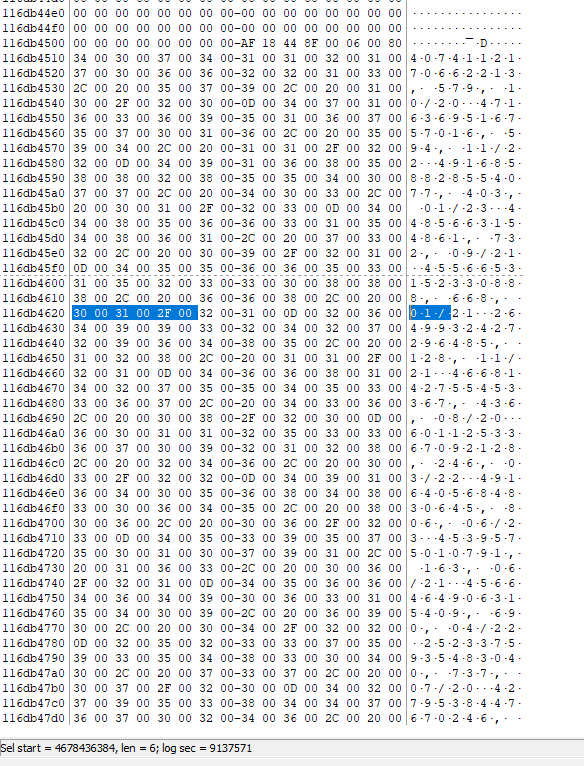 116db44e0 00 00 00 00 00 00 00 00-00 00 00 00 00 00 00 00 ················
116db44f0 00 00 00 00 00 00 00 00-00 00 00 00 00 00 00 00 ················
116db4500 00 00 00 00 00 00 00 00-AF 18 44 8F 00 06 00 80 ········¯·D·····
116db4510 34 00 30 00 37 00 34 00-31 00 31 00 32 00 31 00 4·0·7·4·1·1·2·1·
116db4520 37 00 30 00 36 00 36 00-32 00 32 00 31 00 33 00 7·0·6·6·2·2·1·3·
116db4530 2C 00 20 00 35 00 37 00-39 00 2C 00 20 00 31 00 ,· ·5·7·9·,· ·1·
116db4540 30 00 2F 00 32 00 30 00-0D 00 34 00 37 00 31 00 0·/·2·0···4·7·1·
116db4550 36 00 33 00 36 00 39 00-35 00 31 00 36 00 37 00 6·3·6·9·5·1·6·7·
116db4560 35 00 37 00 30 00 31 00-36 00 2C 00 20 00 35 00 5·7·0·1·6·,· ·5·
116db4570 39 00 34 00 2C 00 20 00-31 00 31 00 2F 00 32 00 9·4·,· ·1·1·/·2·
116db4580 32 00 0D 00 34 00 39 00-31 00 36 00 38 00 35 00 2···4·9·1·6·8·5·
116db4590 38 00 38 00 32 00 38 00-35 00 35 00 34 00 30 00 8·8·2·8·5·5·4·0·
116db45a0 37 00 37 00 2C 00 20 00-34 00 30 00 33 00 2C 00 7·7·,· ·4·0·3·,·
116db45b0 20 00 30 00 31 00 2F 00-32 00 33 00 0D 00 34 00 ·0·1·/·2·3···4·
116db45c0 34 00 38 00 35 00 36 00-36 00 33 00 31 00 35 00 4·8·5·6·6·3·1·5·
116db45d0 34 00 38 00 36 00 31 00-2C 00 20 00 37 00 33 00 4·8·6·1·,· ·7·3·
116db45e0 32 00 2C 00 20 00 30 00-39 00 2F 00 32 00 31 00 2·,· ·0·9·/·2·1·
116db45f0 0D 00 34 00 35 00 35 00-36 00 36 00 35 00 33 00 ··4·5·5·6·6·5·3·
116db4600 31 00 35 00 32 00 33 00-33 00 30 00 38 00 38 00 1·5·2·3·3·0·8·8·
116db4610 38 00 2C 00 20 00 36 00-36 00 38 00 2C 00 20 00 8·,· ·6·6·8·,· ·
116db4620 30 00 31 00 2F 00 32 00-31 00 0D 00 32 00 36 00 0·1·/·2·1···2·6·
116db4630 34 00 39 00 39 00 33 00-32 00 34 00 32 00 37 00 4·9·9·3·2·4·2·7·
116db4640 32 00 39 00 36 00 34 00-38 00 35 00 2C 00 20 00 2·9·6·4·8·5·,· ·
116db4650 31 00 32 00 38 00 2C 00-20 00 31 00 31 00 2F 00 1·2·8·,· ·1·1·/·
116db4660 32 00 31 00 0D 00 34 00-36 00 36 00 38 00 31 00 2·1···4·6·6·8·1·
116db4670 34 00 32 00 37 00 35 00-35 00 34 00 35 00 33 00 4·2·7·5·5·4·5·3·
116db4680 33 00 36 00 37 00 2C 00-20 00 34 00 33 00 36 00 3·6·7·,· ·4·3·6·
116db4690 2C 00 20 00 30 00 38 00-2F 00 32 00 30 00 0D 00 ,· ·0·8·/·2·0···
116db46a0 36 00 30 00 31 00 31 00-32 00 35 00 33 00 33 00 6·0·1·1·2·5·3·3·
116db46b0 36 00 37 00 30 00 39 00-32 00 31 00 32 00 38 00 6·7·0·9·2·1·2·8·
116db46c0 2C 00 20 00 32 00 34 00-36 00 2C 00 20 00 30 00 ,· ·2·4·6·,· ·0·
116db46d0 33 00 2F 00 32 00 32 00-0D 00 34 00 39 00 31 00 3·/·2·2···4·9·1·
116db46e0 36 00 34 00 30 00 35 00-36 00 38 00 34 00 38 00 6·4·0·5·6·8·4·8·
116db46f0 33 00 30 00 36 00 34 00-35 00 2C 00 20 00 38 00 3·0·6·4·5·,· ·8·
116db4700 30 00 36 00 2C 00 20 00-30 00 36 00 2F 00 32 00 0·6·,· ·0·6·/·2·
116db4710 33 00 0D 00 34 00 35 00-33 00 39 00 35 00 37 00 3···4·5·3·9·5·7·
116db4720 35 00 30 00 31 00 30 00-37 00 39 00 31 00 2C 00 5·0·1·0·7·9·1·,·
116db4730 20 00 31 00 36 00 33 00-2C 00 20 00 30 00 36 00 ·1·6·3·,· ·0·6·
116db4740 2F 00 32 00 31 00 0D 00-34 00 35 00 36 00 36 00 /·2·1···4·5·6·6·
116db4750 34 00 36 00 34 00 39 00-30 00 36 00 33 00 31 00 4·6·4·9·0·6·3·1·
116db4760 35 00 34 00 30 00 39 00-2C 00 20 00 36 00 39 00 5·4·0·9·,· ·6·9·
116db4770 30 00 2C 00 20 00 30 00-34 00 2F 00 32 00 32 00 0·,· ·0·4·/·2·2·
116db4780 0D 00 32 00 35 00 32 00-33 00 33 00 37 00 35 00 ··2·5·2·3·3·7·5·
116db4790 39 00 33 00 35 00 34 00-38 00 33 00 30 00 34 00 9·3·5·4·8·3·0·4·
116db47a0 30 00 2C 00 20 00 37 00-33 00 37 00 2C 00 20 00 0·,· ·7·3·7·,· ·
116db47b0 30 00 37 00 2F 00 32 00-30 00 0D 00 34 00 32 00 0·7·/·2·0···4·2·
116db47c0 37 00 39 00 35 00 33 00-38 00 34 00 34 00 37 00 7·9·5·3·8·4·4·7·
116db47d0 36 00 37 00 30 00 32 00-34 00 36 00 2C 00 20 00 6·7·0·2·4·6·,· ·
Sel start = 4678436384, len = 6; log sec = 9137571